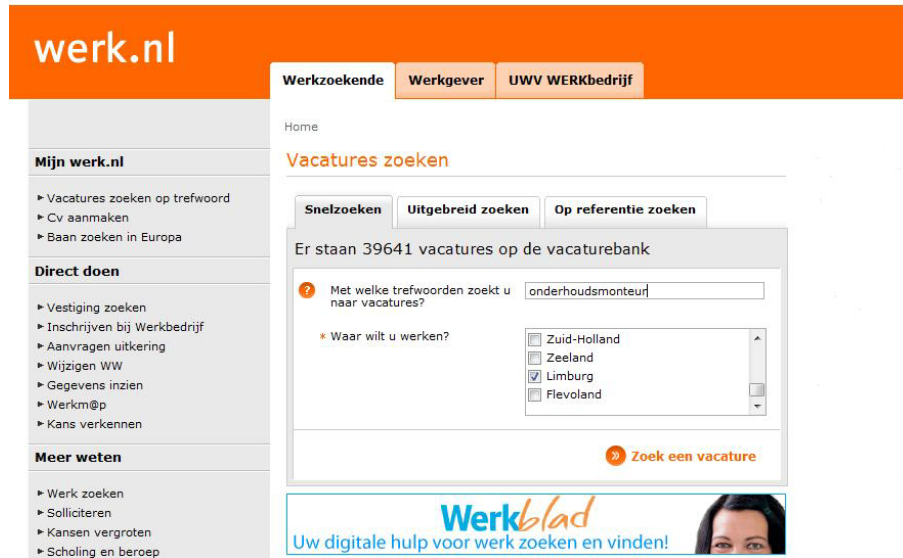 werk.nl
Werkzoekende
Werkgever
UWV WERKbedrijf
Home
Mijn werk.nl
Vacatures zoeken op trefwoord
Cv aanmaken
Baan zoeken in Europa
Direct doen
Vestiging zoeken
Inschrijven bij Werkbedrijf
Aanvragen uitkering
Wijzigen WW
Gegevens inzien
Werkm@p
Kans verkennen
Meer weten
Werk zoeken
Solliciteren
Kansen vergroten
Scholing en beroep
Vacatures zoeken
Snelzoeken
Uitgebreid zoeken
Op referentie zoeken
Er staan 39641 vacatures op de vacaturebank
? Met welke trefwoorden zoekt u
naar vacatures?
onderhoudsmonteur
* Waar wilt u werken?
Zuid-Holland
Zeeland
Limburg
Flevoland
Zoek een vacature
Werkblad
Uw digitale hulp voor werk zoeken en vinden!